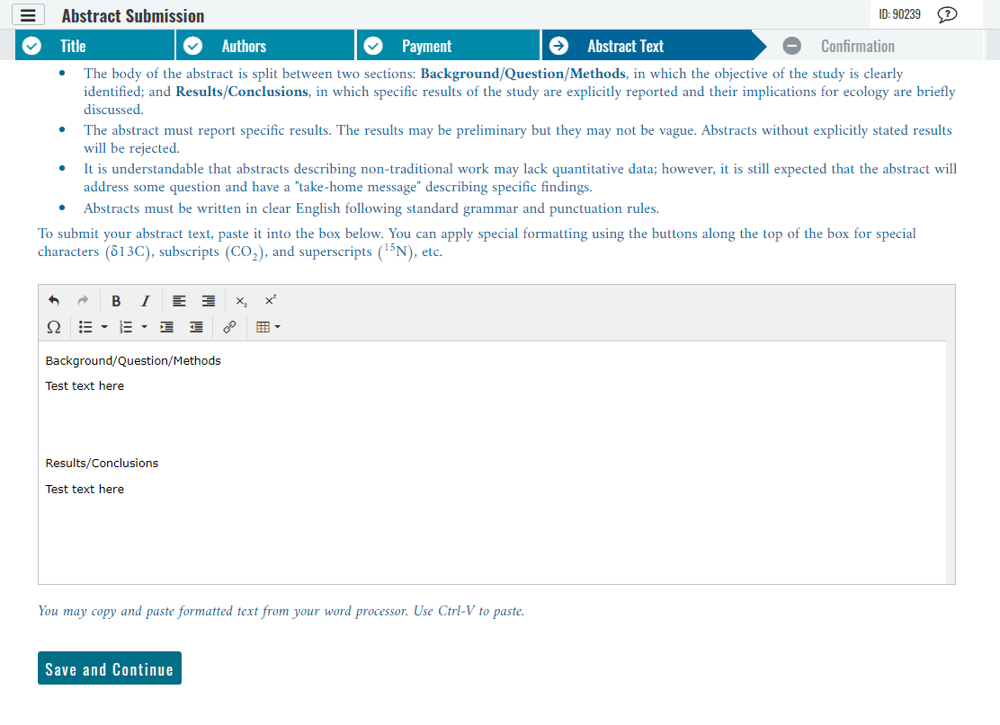 Abstract Submission
ID: 90239
Title
Authors
Payment
Abstract Text
Confirmation
• The body of the abstract is split between two sections: Background/Question/Methods, in which the objective of the study is clearly
identified; and Results/Conclusions, in which specific results of the study are explicitly reported and their implications for ecology are briefly
discussed.
• The abstract must report specific results. The results may be preliminary but they may not be vague. Abstracts without explicitly stated results
will be rejected.
• It is understandable that abstracts describing non-traditional work may lack quantitative data; however, it is still expected that the abstract will
address some question and have a "take-home message" describing specific findings.
• Abstracts must be written in clear English following standard grammar and punctuation rules.
To submit your abstract text, paste it into the box below. You can apply special formatting using the buttons along the top of the box for special
characters (δ13C), subscripts (CO₂), and superscripts (¹⁵N), etc.
B I x₂ x²
Ω
Background/Question/Methods
Test text here
Results/Conclusions
Test text here
You may copy and paste formatted text from your word processor. Use Ctrl-V to paste.
Save and Continue